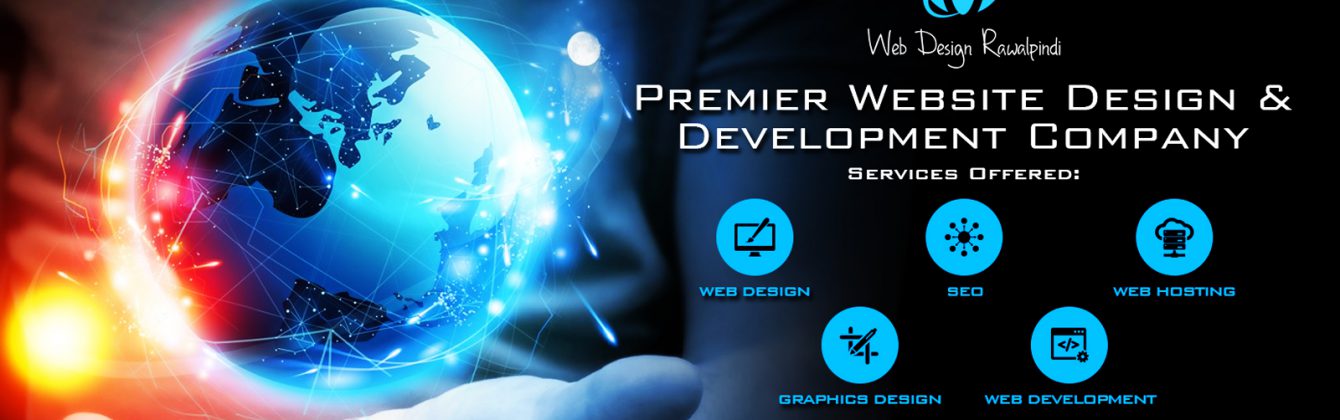 Web Design Rawalpindi
Premier Website Design &
Development Company
Services Offered:
WEB DESIGN
SEO
WEB HOSTING
GRAPHICS DESIGN
WEB DEVELOPMENT